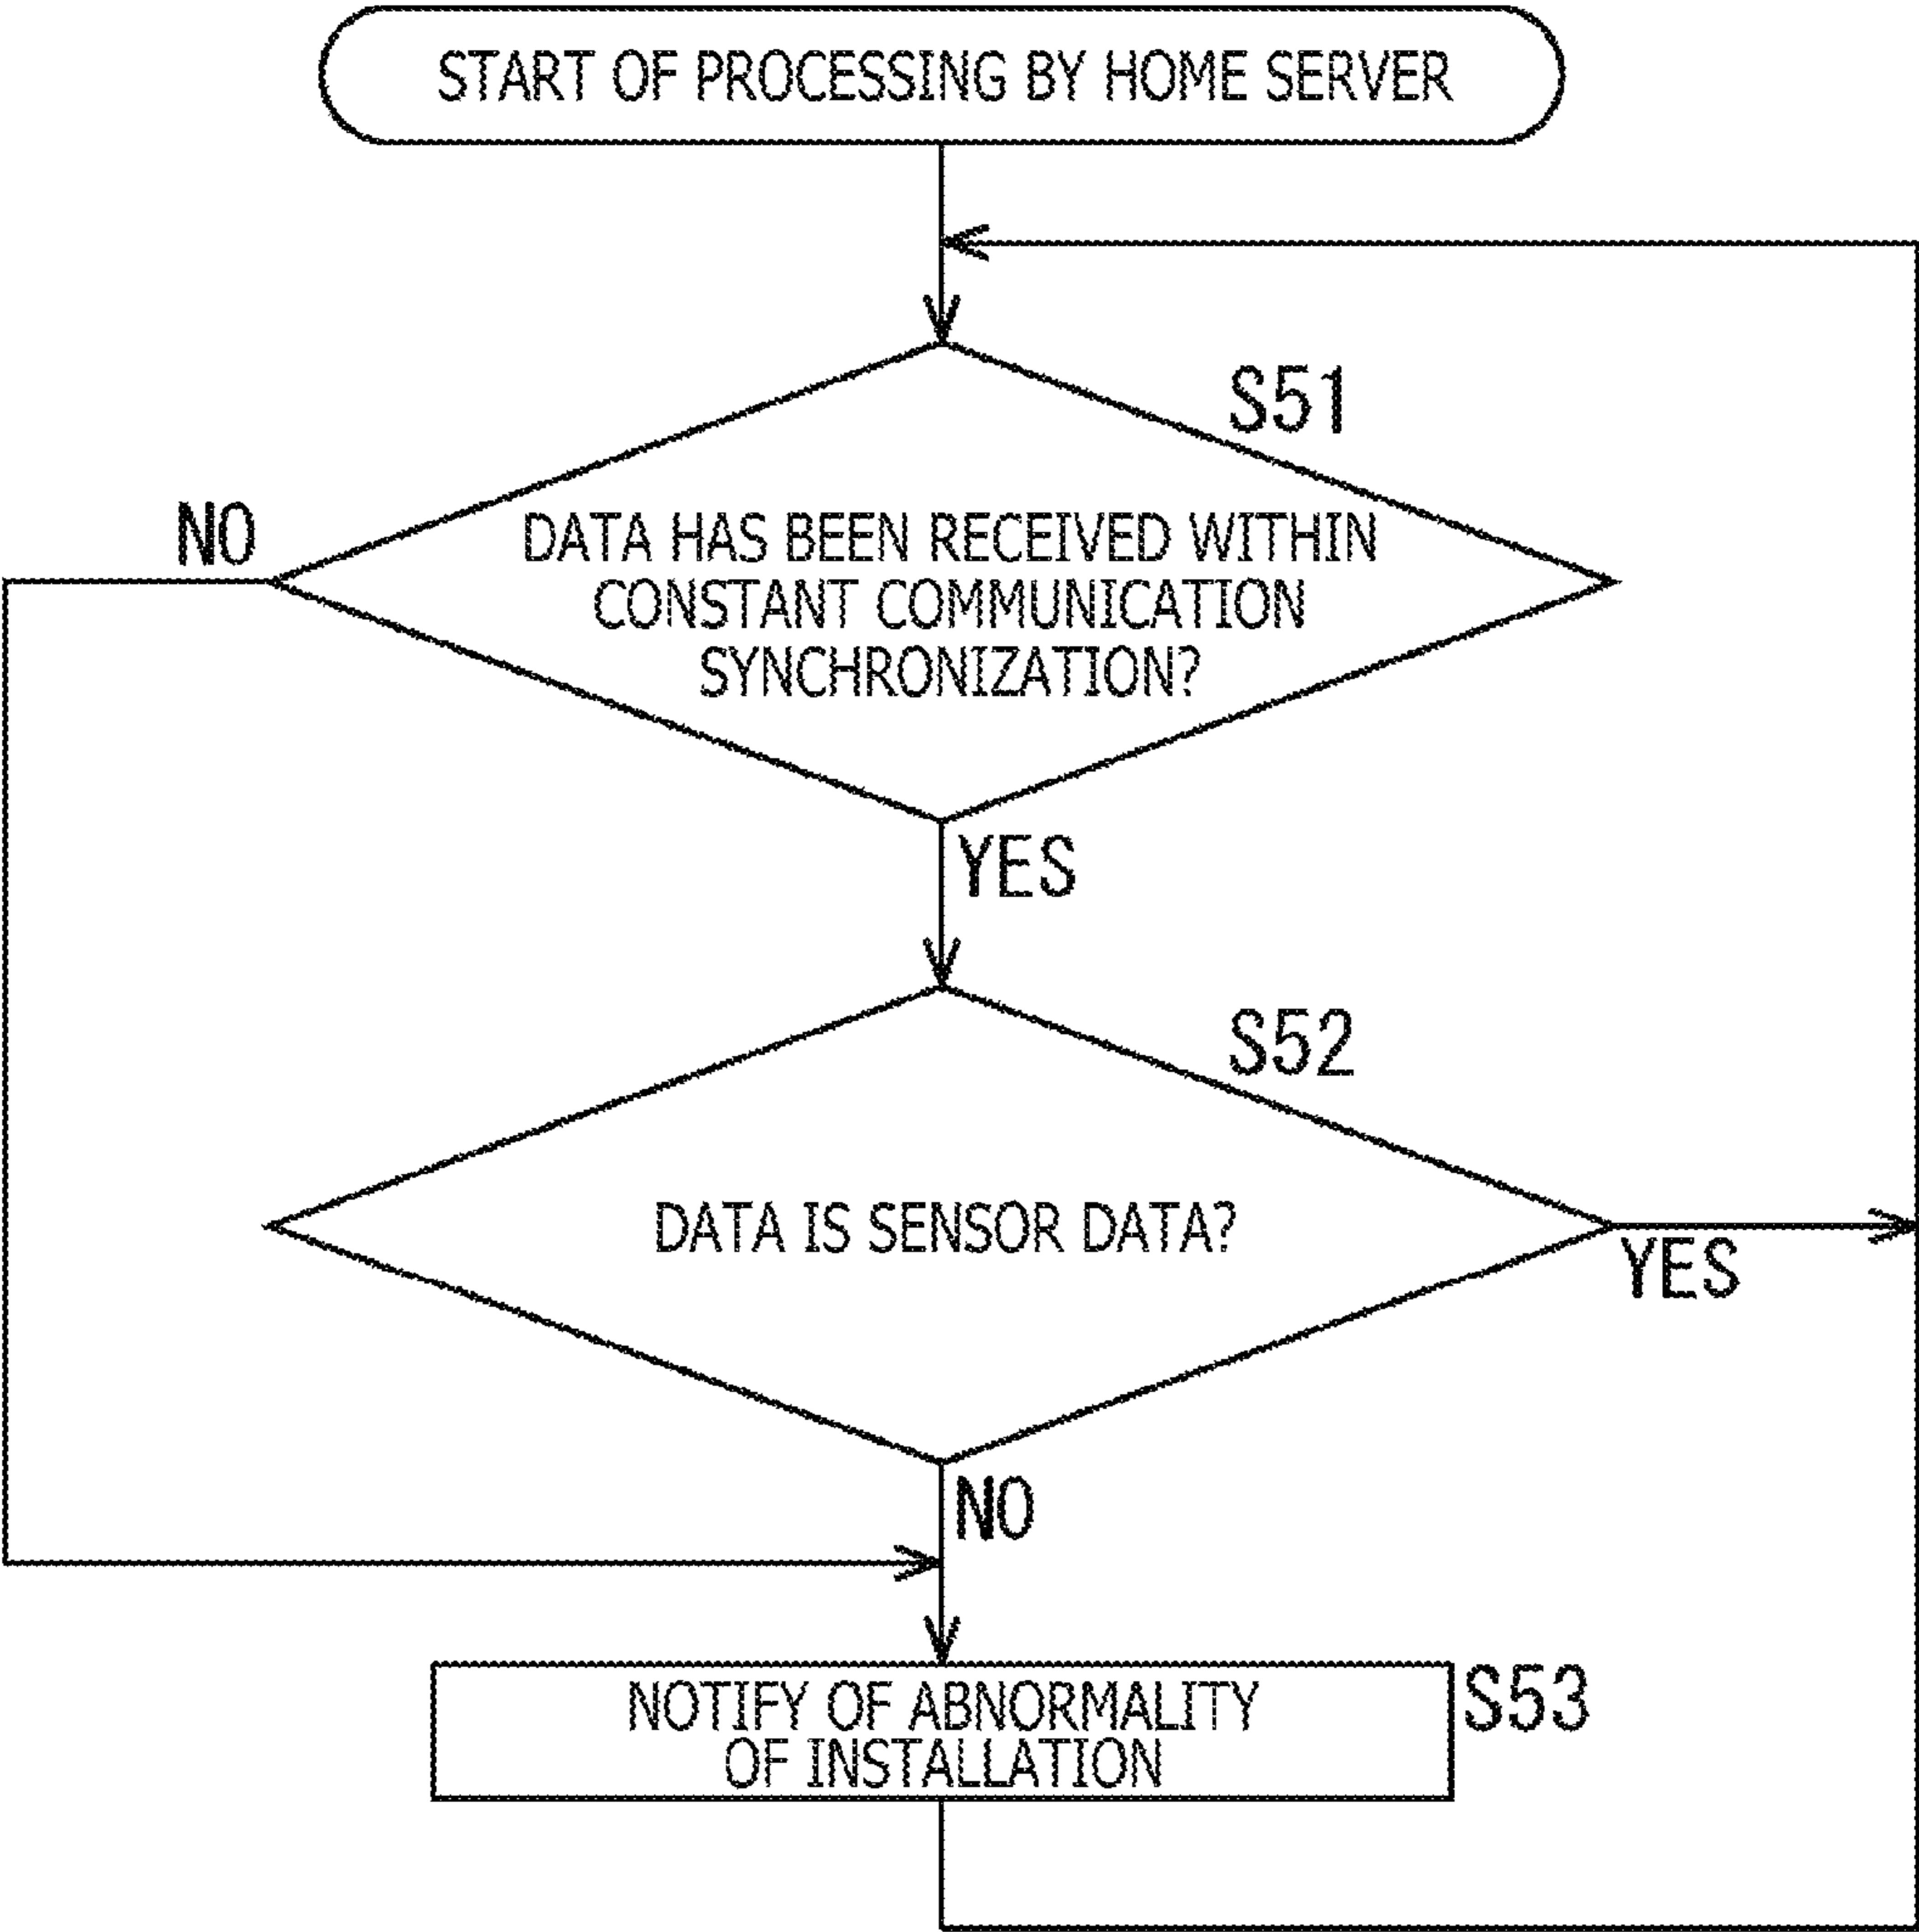 START OF PROCESSING BY HOME SERVER
S51
NO
DATA HAS BEEN RECEIVED WITHIN
CONSTANT COMMUNICATION
SYNCHRONIZATION?
YES
S52
DATA IS SENSOR DATA?
YES
NO
NOTIFY OF ABNORMALITY
OF INSTALLATION
S53